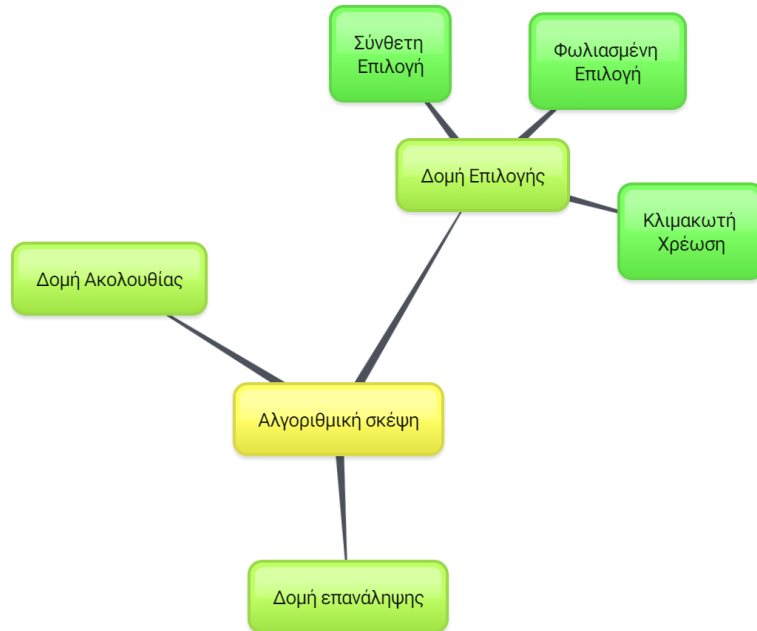 Σύνθετη
Επιλογή
Φωλιασμένη
Επιλογή
Δομή Επιλογής
Κλιμακωτή
Χρέωση
Δομή Ακολουθίας
Αλγοριθμική σκέψη
Δομή επανάληψης